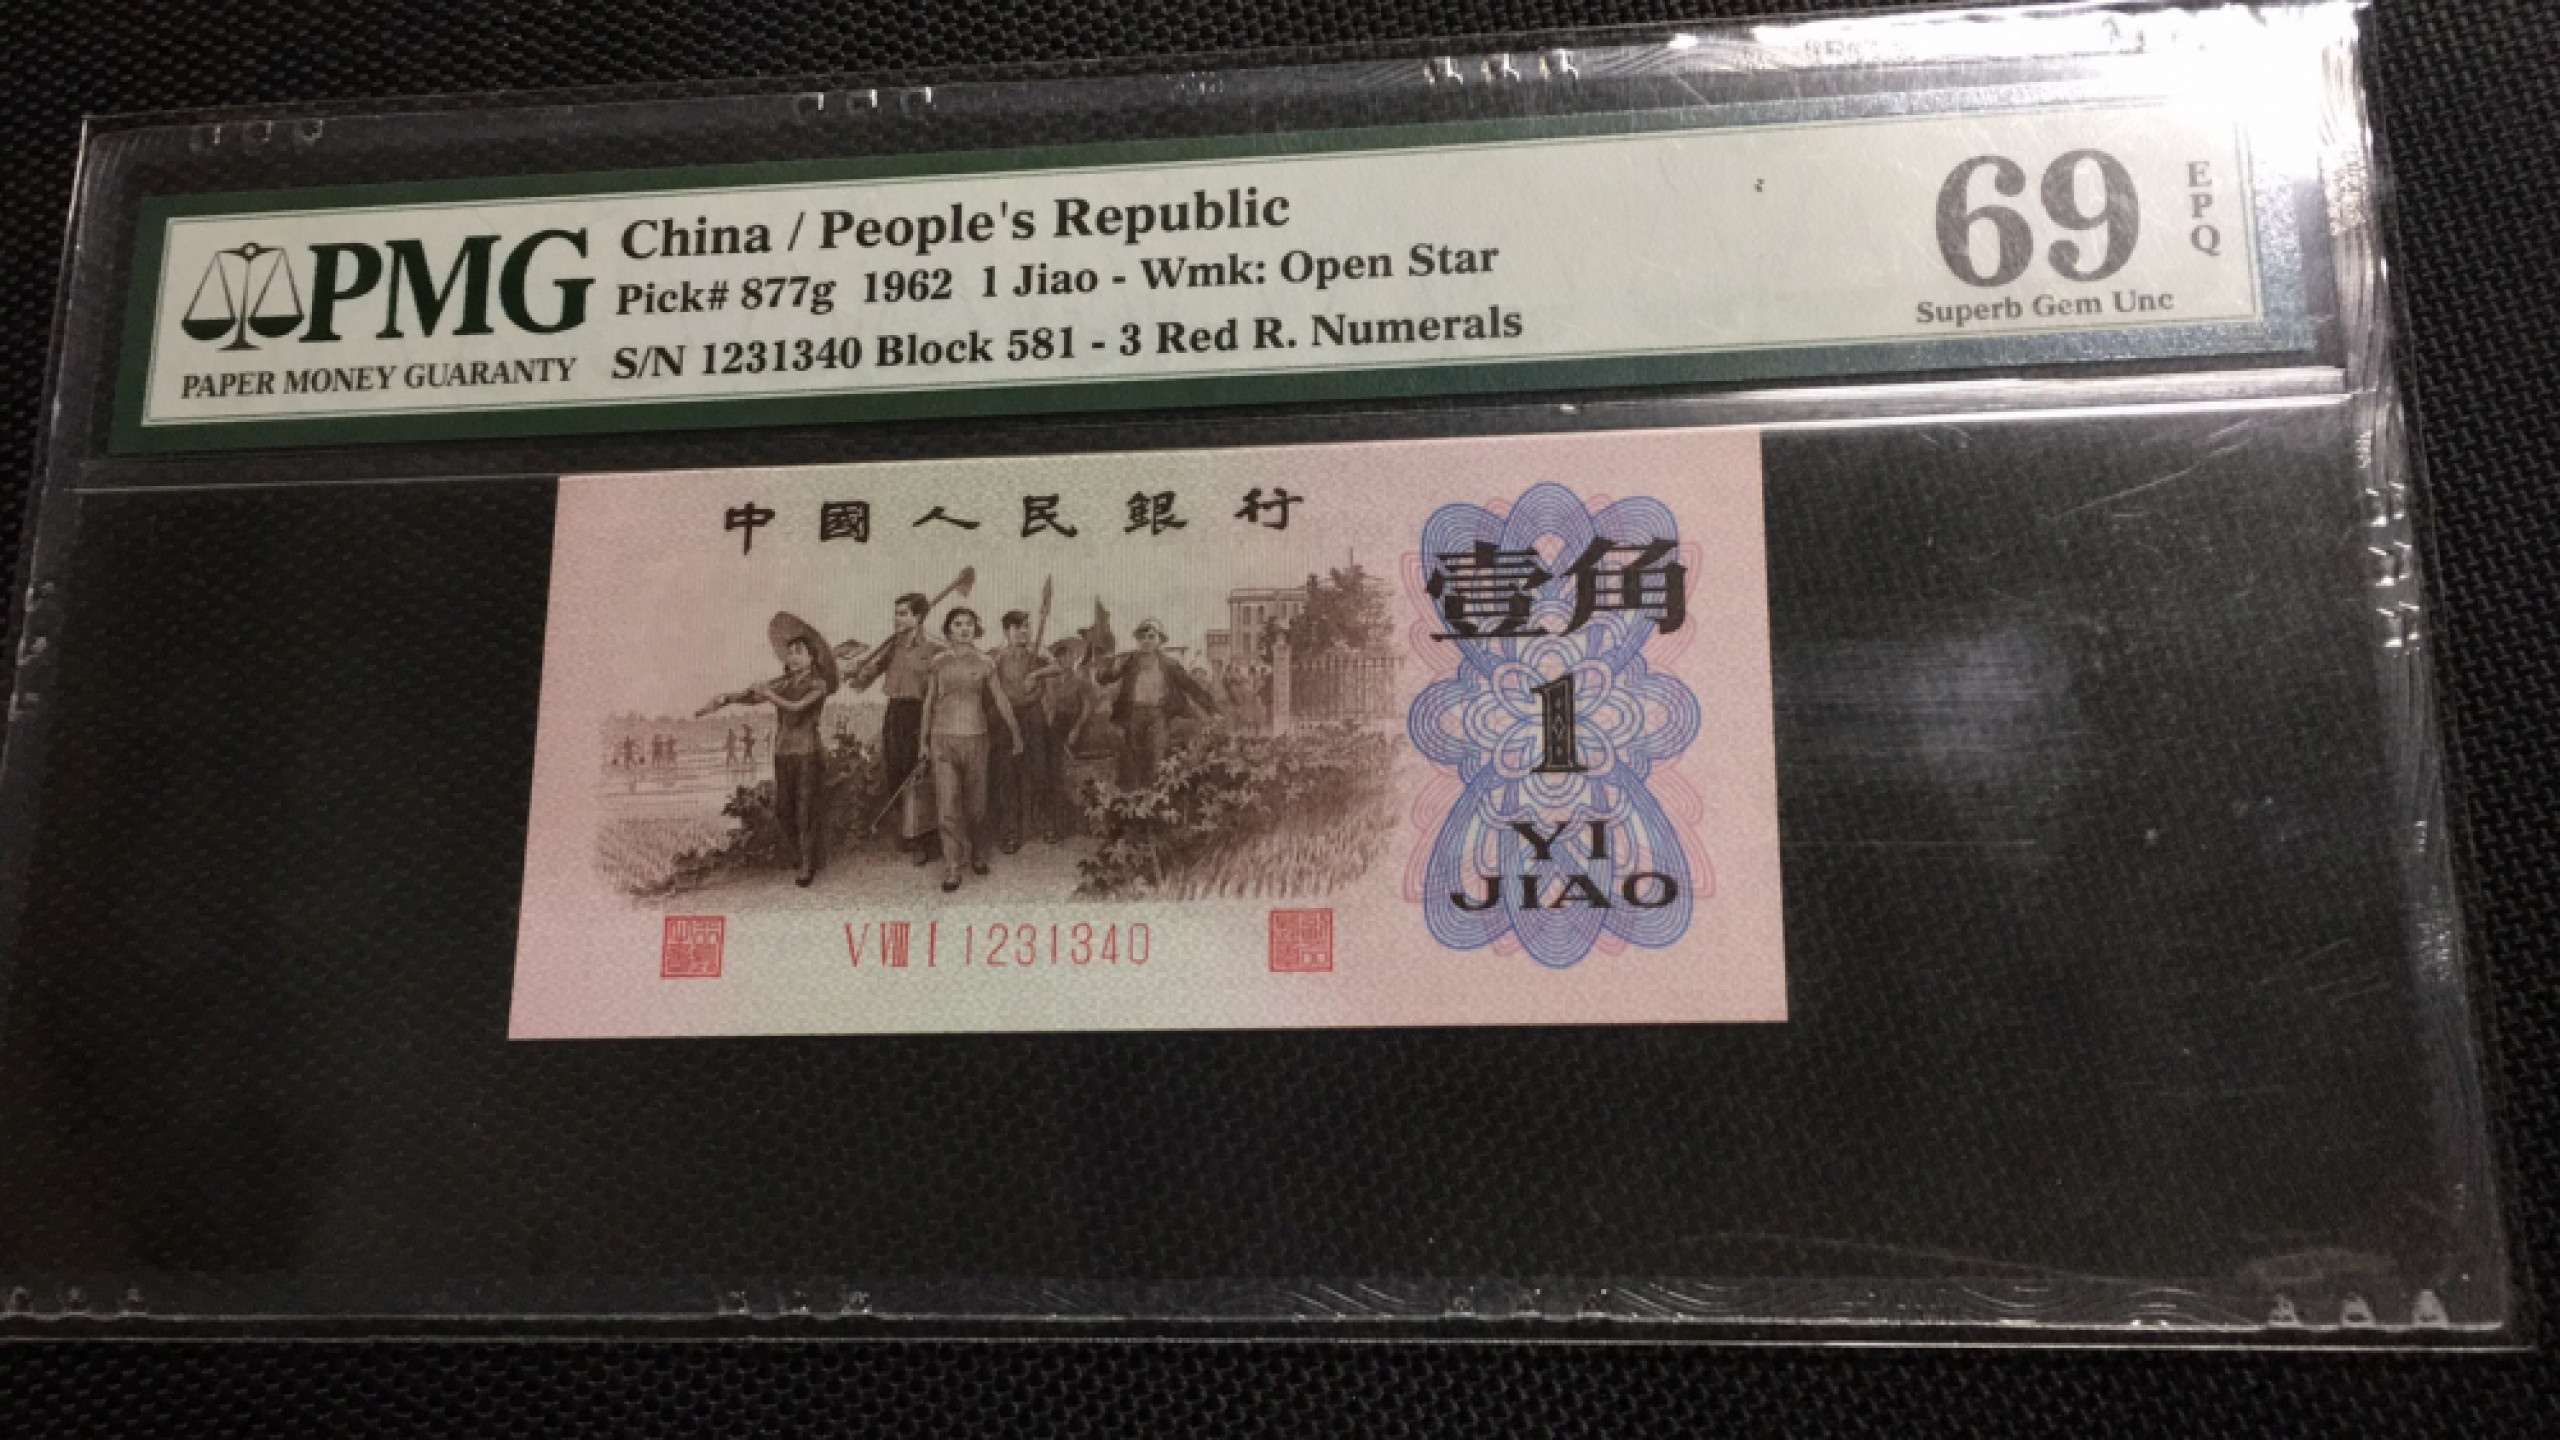 PMG
PAPER MONEY GUARANTY
China / People's Republic
Pick# 877g 1962 1 Jiao - Wmk: Open Star
S/N 1231340 Block 581 - 3 Red R. Numerals
69
EPQ
Superb Gem Unc
中國人民銀行
壹角
1
YI
JIAO
V VIII I 1231340